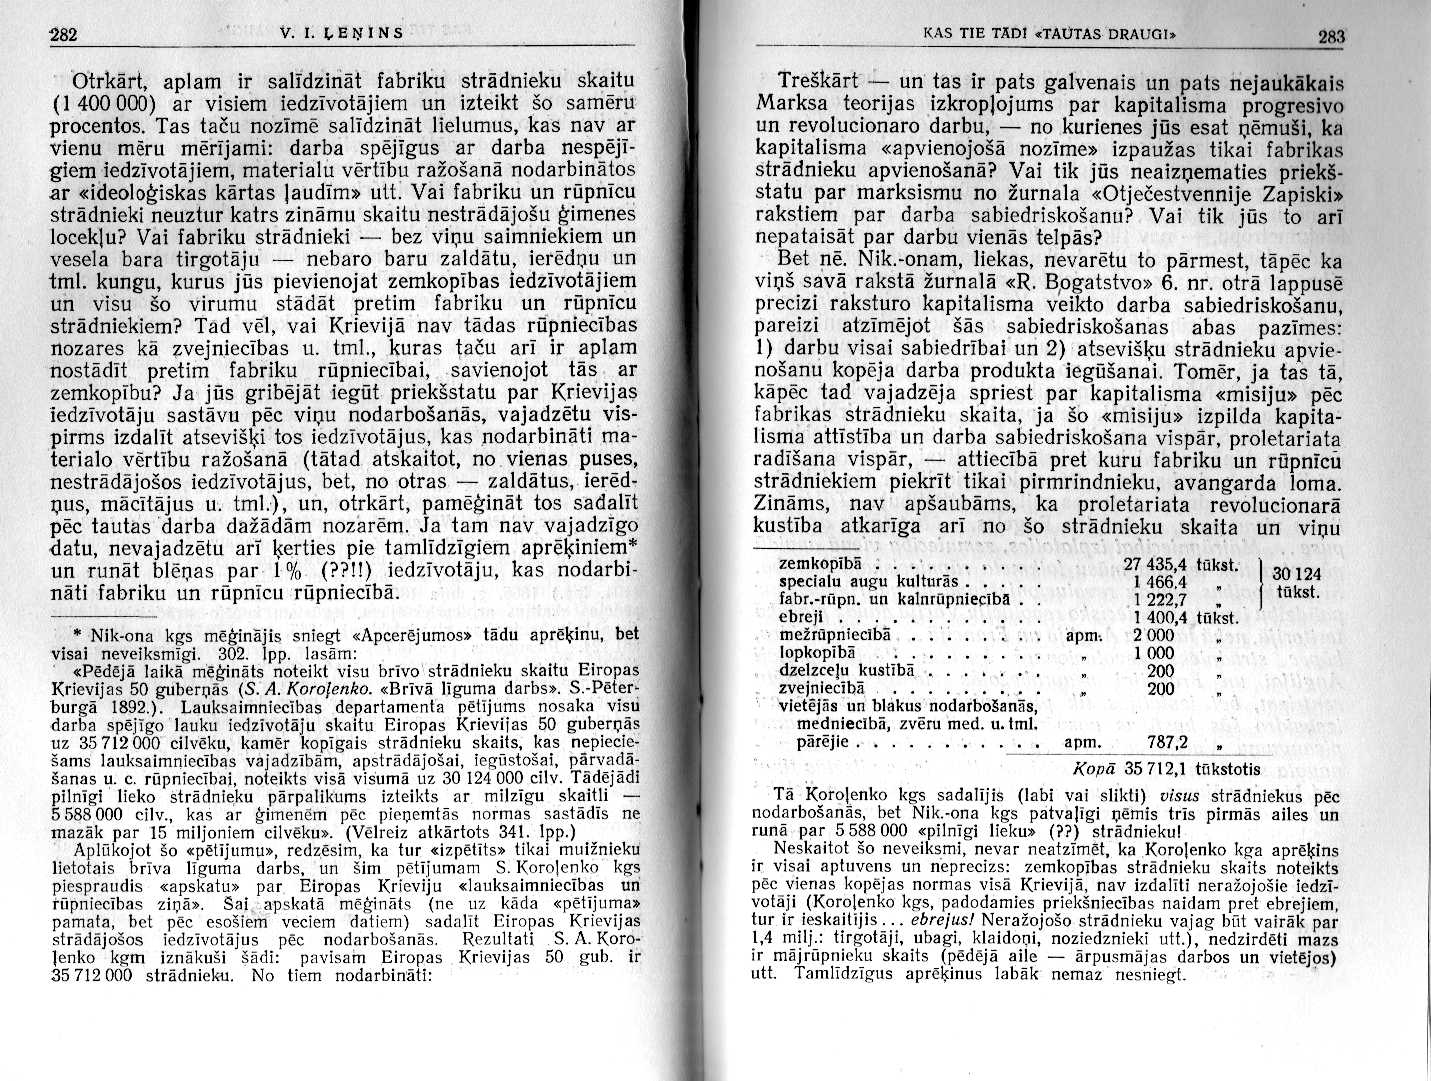 282
V. I. ĻEŅINS
Otrkārt, aplam ir salīdzināt fabriku strādnieku skaitu
(1 400 000) ar visiem iedzīvotājiem un izteikt šo samēru
procentos. Tas taču nozīmē salīdzināt lielumus, kas nav ar
vienu mēru mērījami: darba spējīgus ar darba nespējī-
giem iedzīvotājiem, materialu vērtību ražošanā nodarbinātos
ar «ideoloģiskas kārtas ļaudīm» utt. Vai fabriku un rūpnīcu
strādnieki neuztur katrs zināmu skaitu nestrādājošu ģimenes
locekļu? Vai fabriku strādnieki — bez viņu saimniekiem un
vesela bara tirgotāju — nebaro baru zaldātu, ierēdņu un
tml. kungu, kurus jūs pievienojat zemkopības iedzīvotājiem
un visu šo virumu stādāt pretim fabriku un rūpnīcu
strādniekiem? Tad vēl, vai Krievijā nav tādas rūpniecības
nozares kā zvejniecības u. tml., kuras taču arī ir aplam
nostādīt pretim fabriku rūpniecībai, savienojot tās ar
zemkopību? Ja jūs gribējāt iegūt priekšstatu par Krievijas
iedzīvotāju sastāvu pēc viņu nodarbošanās, vajadzētu vis-
pirms izdalīt atsevišķi tos iedzīvotājus, kas nodarbināti ma-
terialo vērtību ražošanā (tātad atskaitot, no vienas puses,
nestrādājošos iedzīvotājus, bet, no otras — zaldātus, ierēd-
ņus, mācītājus u. tml.), un, otrkārt, pamēģināt tos sadalīt
pēc tautas darba dažādām nozarēm. Ja tam nav vajadzīgo
datu, nevajadzētu arī ķerties pie tamlīdzīgiem aprēķiniem*
un runāt blēņas par 1% (??!!) iedzīvotāju, kas nodarbi-
nāti fabriku un rūpnīcu rūpniecībā.
* Nik-ona kgs mēģinājis sniegt «Apcerējumos» tādu aprēķinu, bet
visai neveiksmīgi. 302. lpp. lasām:
«Pēdējā laikā mēģināts noteikt visu brīvo strādnieku skaitu Eiropas
Krievijas 50 guberņās (S. A. Koroļenko. «Brīvā līguma darbs». S.-Pēter-
burgā 1892.). Lauksaimniecības departamenta pētījums nosaka visu
darba spējīgo lauku iedzīvotāju skaitu Eiropas Krievijas 50 guberņās
uz 35 712 000 cilvēku, kamēr kopīgais strādnieku skaits, kas nepiecie-
šams lauksaimniecības vajadzībām, apstrādājošai, iegūstošai, pārvadā-
šanas u. c. rūpniecībai, noteikts visā visumā uz 30 124 000 cilv. Tādējādi
pilnīgi lieko strādnieku pārpalikums izteikts ar milzīgu skaitli —
5 588 000 cilv., kas ar ģimenēm pēc pieņemtās normas sastādīs ne
mazāk par 15 miljoniem cilvēku». (Vēlreiz atkārtots 341. lpp.)
Aplūkojot šo «pētījumu», redzēsim, ka tur «izpētīts» tikai muižnieku
lietotais brīva līguma darbs, un šim pētījumam S. Koroļenko kgs
piespraudis «apskatu» par Eiropas Krieviju «lauksaimniecības un
rūpniecības ziņā». Šai apskatā mēģināts (ne uz kāda «pētījuma»
pamata, bet pēc esošiem veciem datiem) sadalīt Eiropas Krievijas
strādājošos iedzīvotājus pēc nodarbošanās. Rezultati S. A. Koro-
ļenko kgm iznākuši šādi: pavisam Eiropas Krievijas 50 gub. ir
35 712 000 strādnieku. No tiem nodarbināti:
KAS TIE TĀDI «TAUTAS DRAUGI»
283
Treškārt — un tas ir pats galvenais un pats nejaukākais
Marksa teorijas izkropļojums par kapitalisma progresivo
un revolucionaro darbu, — no kurienes jūs esat ņēmuši, ka
kapitalisma «apvienojošā nozīme» izpaužas tikai fabrikas
strādnieku apvienošanā? Vai tik jūs neaizņematies priekš-
statu par marksismu no žurnala «Otječestvennije Zapiski»
rakstiem par darba sabiedriskošanu? Vai tik jūs to arī
nepataisāt par darbu vienās telpās?
Bet nē. Nik.-onam, liekas, nevarētu to pārmest, tāpēc ka
viņš savā rakstā žurnalā «R. Bogatstvo» 6. nr. otrā lappusē
precizi raksturo kapitalisma veikto darba sabiedriskošanu,
pareizi atzīmējot šās sabiedriskošanas abas pazīmes:
1) darbu visai sabiedrībai un 2) atsevišķu strādnieku apvie-
nošanu kopēja darba produkta iegūšanai. Tomēr, ja tas tā,
kāpēc tad vajadzēja spriest par kapitalisma «misiju» pēc
fabrikas strādnieku skaita, ja šo «misiju» izpilda kapita-
lisma attīstība un darba sabiedriskošana vispār, proletariata
radīšana vispār, — attiecībā pret kuru fabriku un rūpnīcu
strādniekiem piekrīt tikai pirmrindnieku, avangarda loma.
Zināms, nav apšaubāms, ka proletariata revolucionarā
kustība atkarīga arī no šo strādnieku skaita un viņu
zemkopībā . . . . . . . . 27 435,4 tūkst.
specialu augu kulturās . . . . . 1 466,4 „
fabr.-rūpn. un kalnrūpniecībā . . 1 222,7 „
30 124
tūkst.
ebreji . . . . . . . . . . . 1 400,4 tūkst.
mežrūpniecībā . . . . . . . apm. 2 000 „
lopkopībā . . . . . . . . . „ 1 000 „
dzelzceļu kustībā . . . . . . „ 200 „
zvejniecībā . . . . . . . . „ 200 „
vietējās un blakus nodarbošanās,
medniecībā, zvēru med. u. tml.
pārējie . . . . . . . . . . apm. 787,2 „
Kopā 35 712,1 tūkstotis
Tā Koroļenko kgs sadalījis (labi vai slikti) visus strādniekus pēc
nodarbošanās, bet Nik.-ona kgs patvaļīgi ņēmis trīs pirmās ailes un
runā par 5 588 000 «pilnīgi lieku» (??) strādnieku!
Neskaitot šo neveiksmi, nevar neatzīmēt, ka Koroļenko kga aprēķins
ir visai aptuvens un neprecizs: zemkopības strādnieku skaits noteikts
pēc vienas kopējas normas visā Krievijā, nav izdalīti neražojošie iedzī-
votāji (Koroļenko kgs, padodamies priekšniecības naidam pret ebrejiem,
tur ir ieskaitījis... ebrejus! Neražojošo strādnieku vajag būt vairāk par
1,4 milj.: tirgotāji, ubagi, klaidoņi, noziedznieki utt.), nedzirdēti mazs
ir mājrūpnieku skaits (pēdējā aile — ārpusmājas darbos un vietējos)
utt. Tamlīdzīgus aprēķinus labāk nemaz nesniegt.